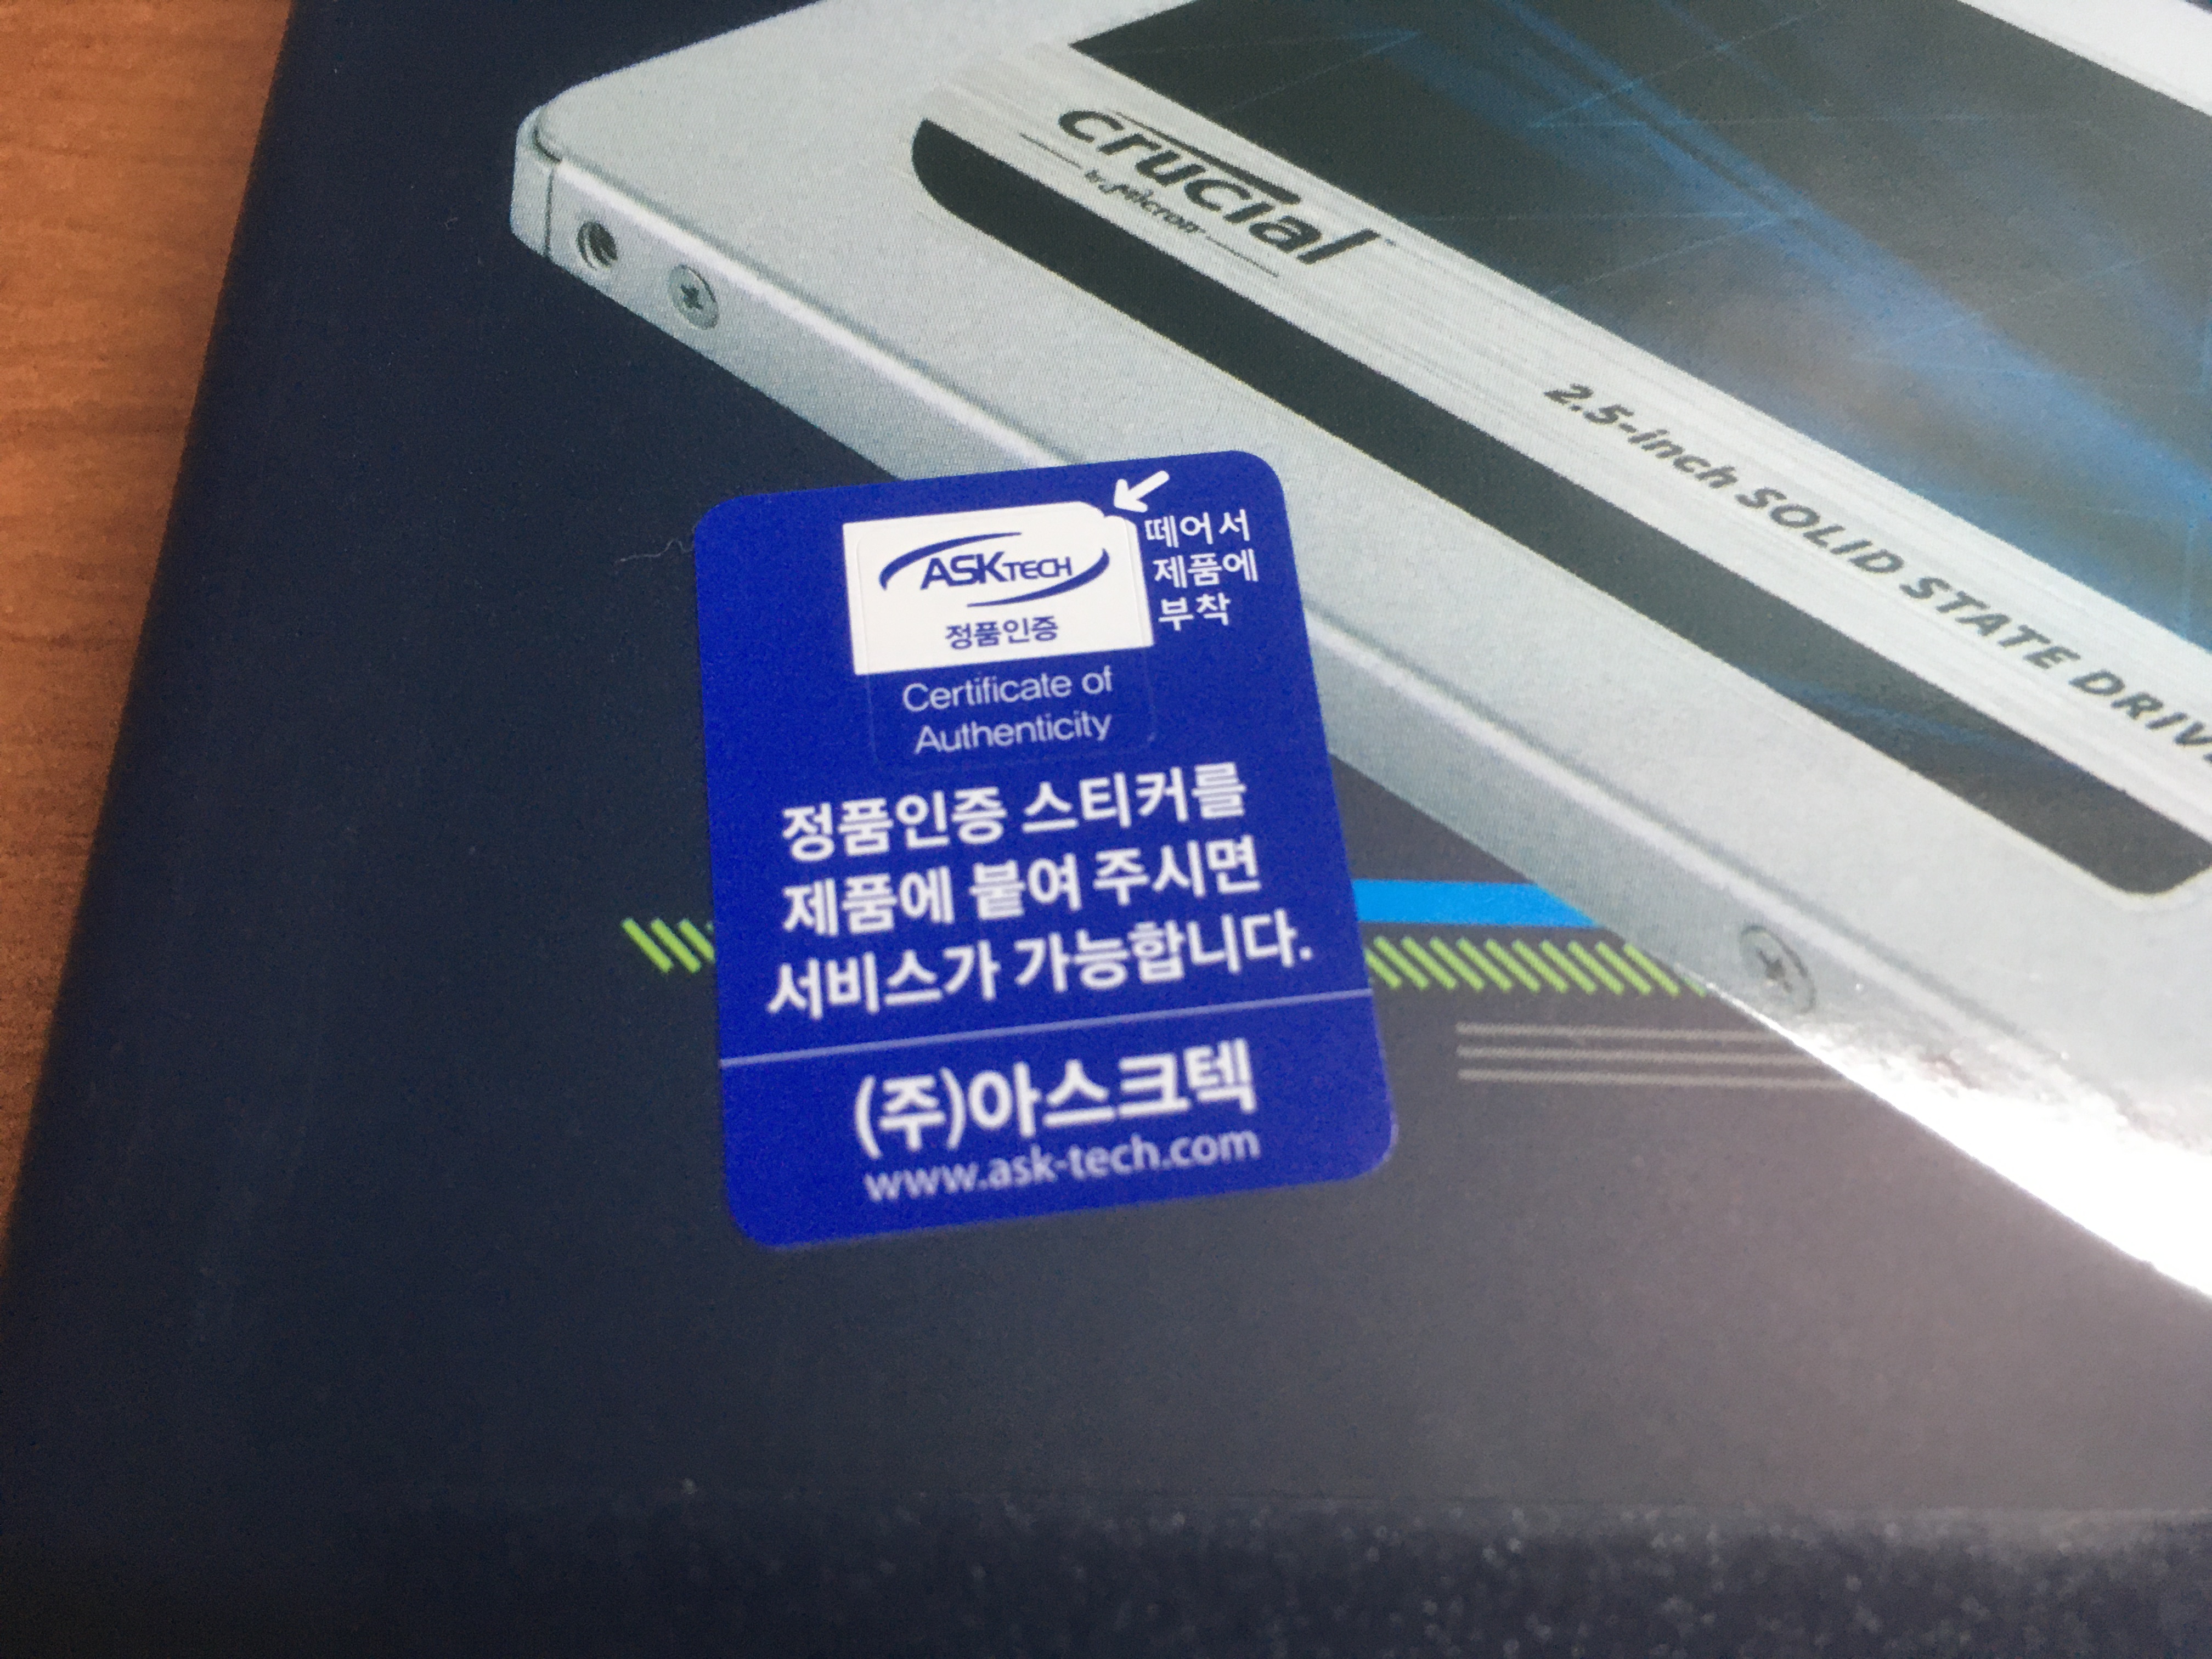 crucial
by Micron
2.5-inch SOLID STATE
ASKTECH
정품인증
떼어서
제품에
부착
Certificate of
Authenticity
정품인증 스티커를
제품에 붙여 주시면
서비스가 가능합니다.
(주)아스크텍
www.ask-tech.com